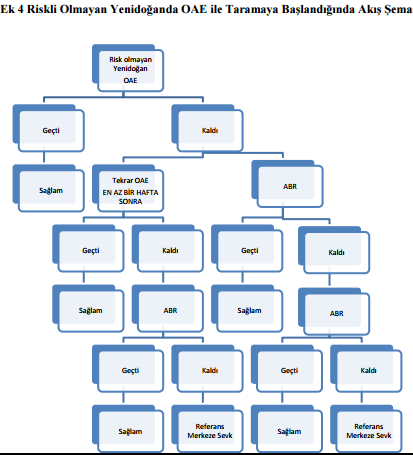 Ek 4 Riskli Olmayan Yenidoğanda OAE ile Taramaya Başlandığında Akış Şema
Risk olmayan
Yenidoğan
OAE
Geçti
Kaldı
Sağlam
Tekrar OAE
EN AZ BİR HAFTA
SONRA
ABR
Geçti
Kaldı
Geçti
Kaldı
Sağlam
ABR
Sağlam
ABR
Geçti
Kaldı
Geçti
Kaldı
Sağlam
Referans
Merkeze Sevk
Sağlam
Referans
Merkeze Sevk